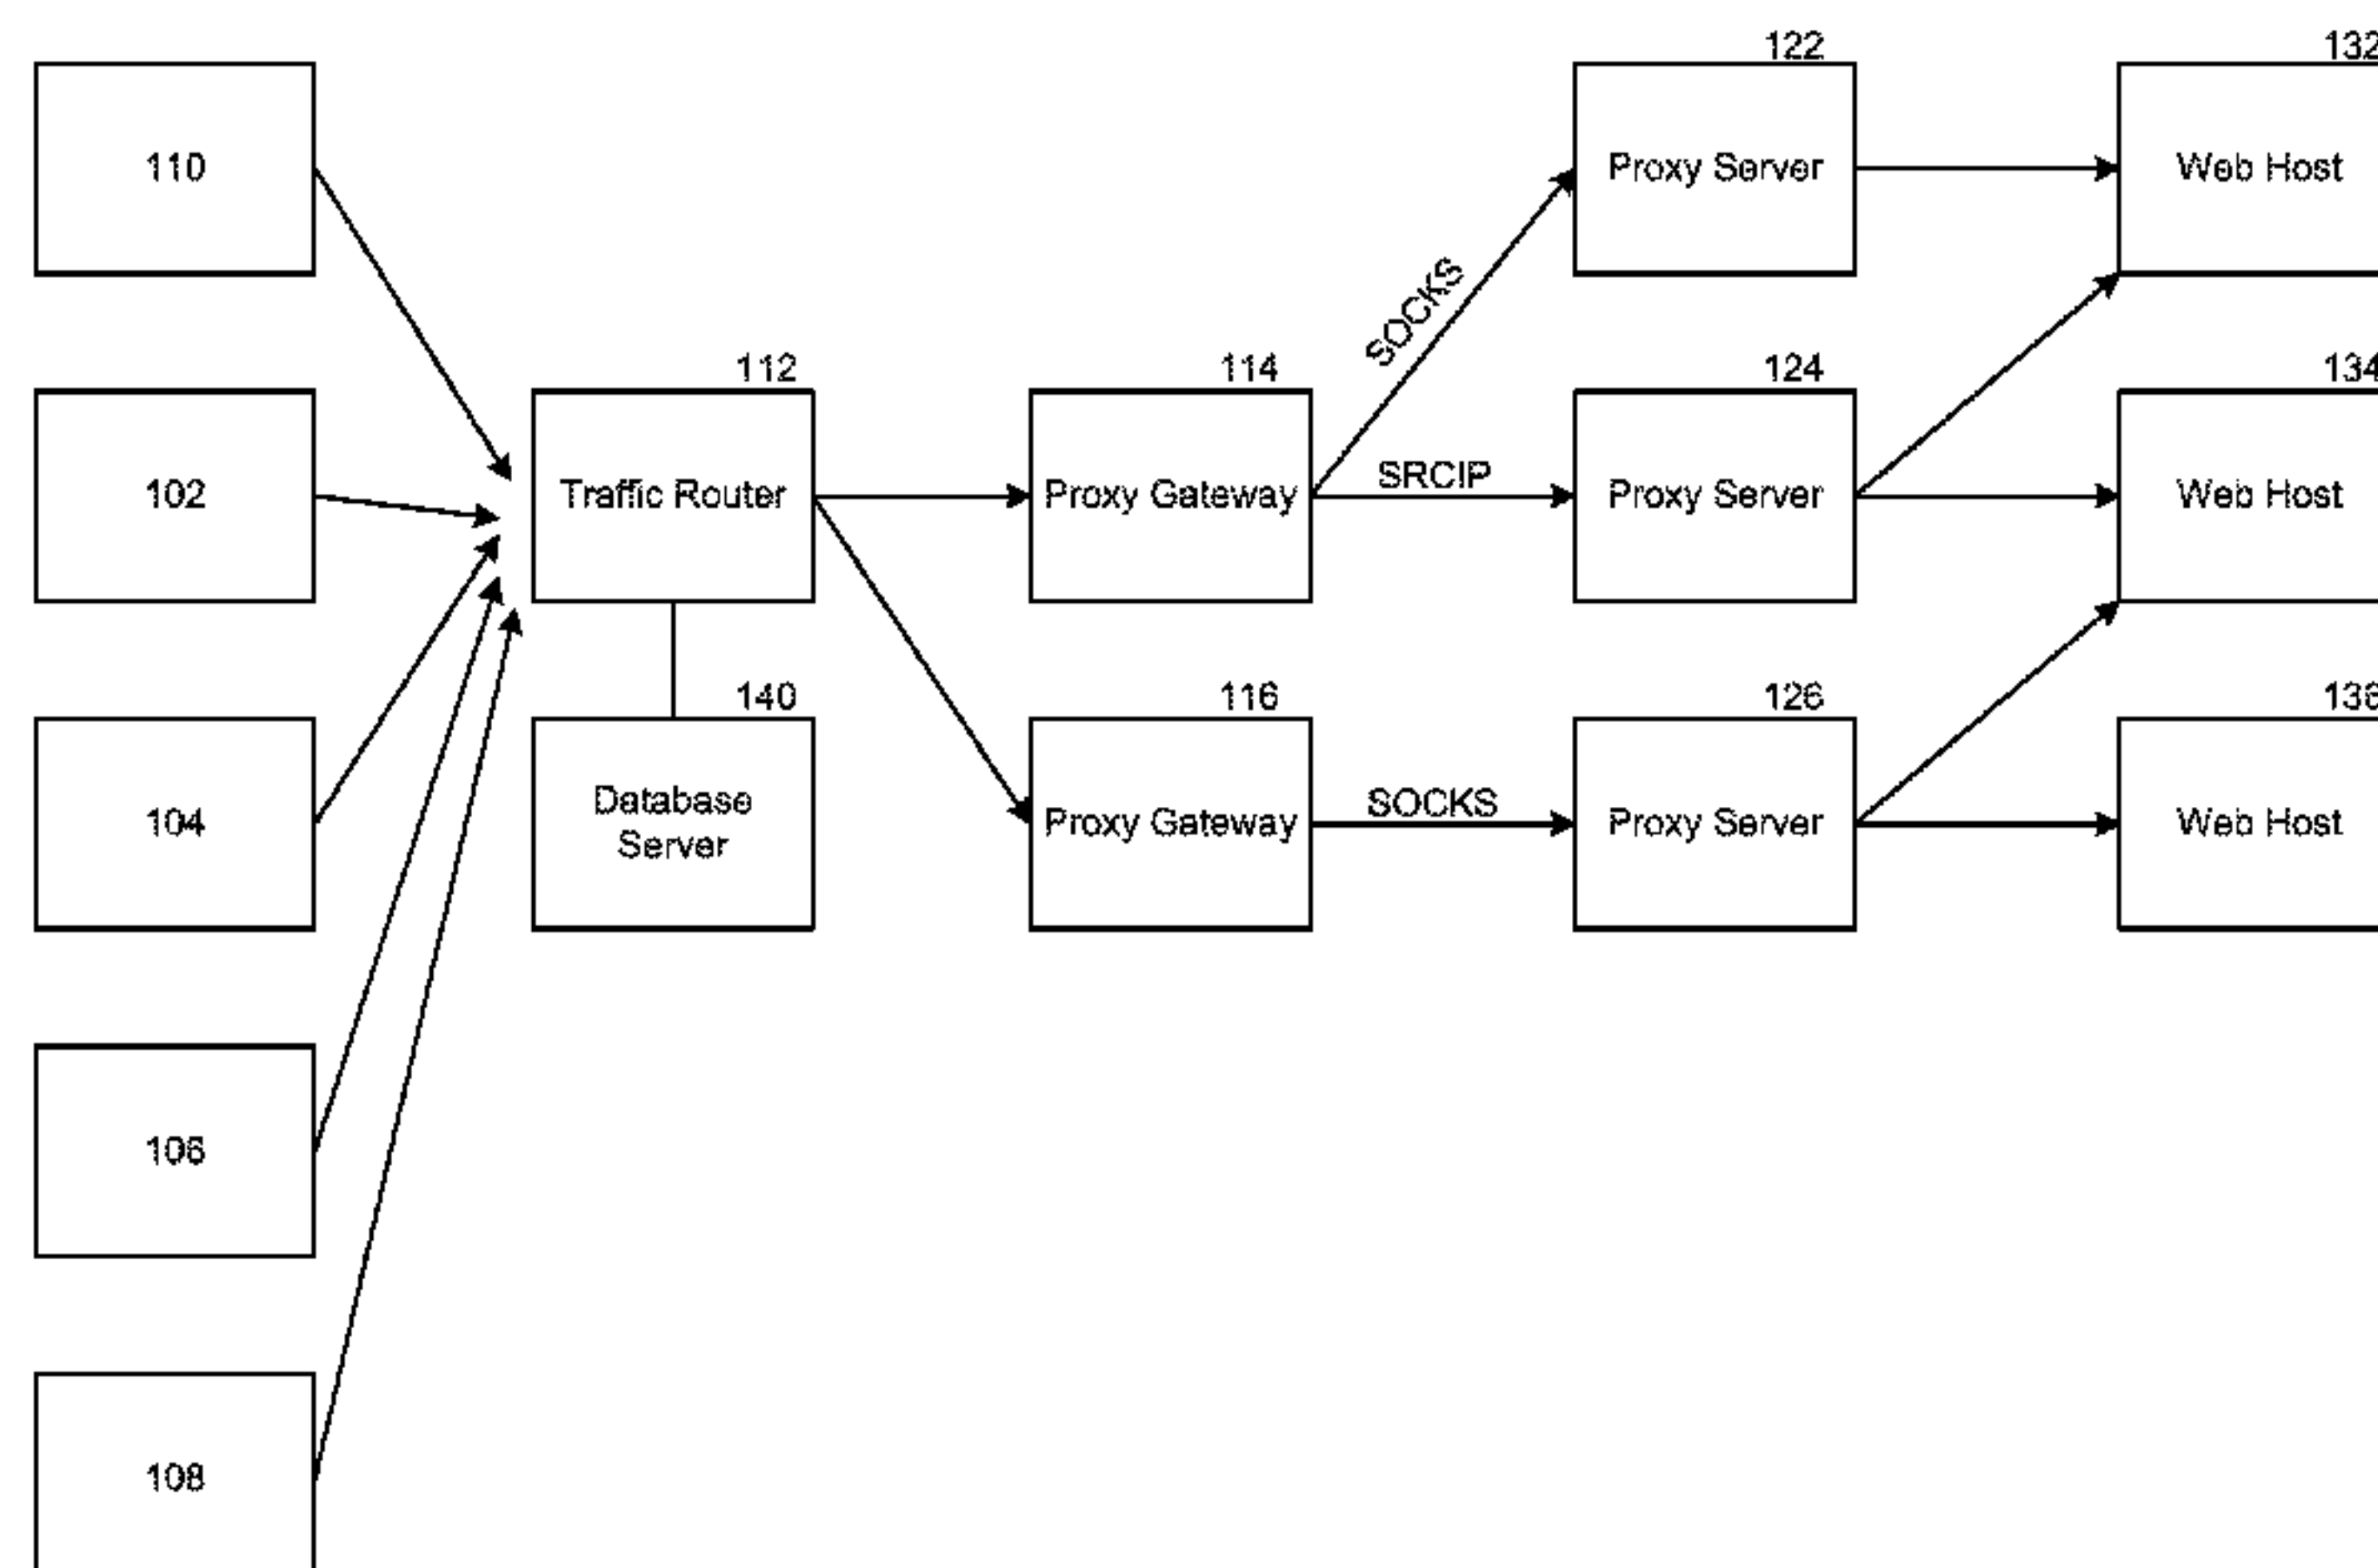 122
132
110
Proxy Server
Web Host
SOCKS
112
114
124
134
102
Traffic Router
Proxy Gateway
SRCIP
Proxy Server
Web Host
140
116
126
136
104
Database
Server
Proxy Gateway
SOCKS
Proxy Server
Web Host
106
108